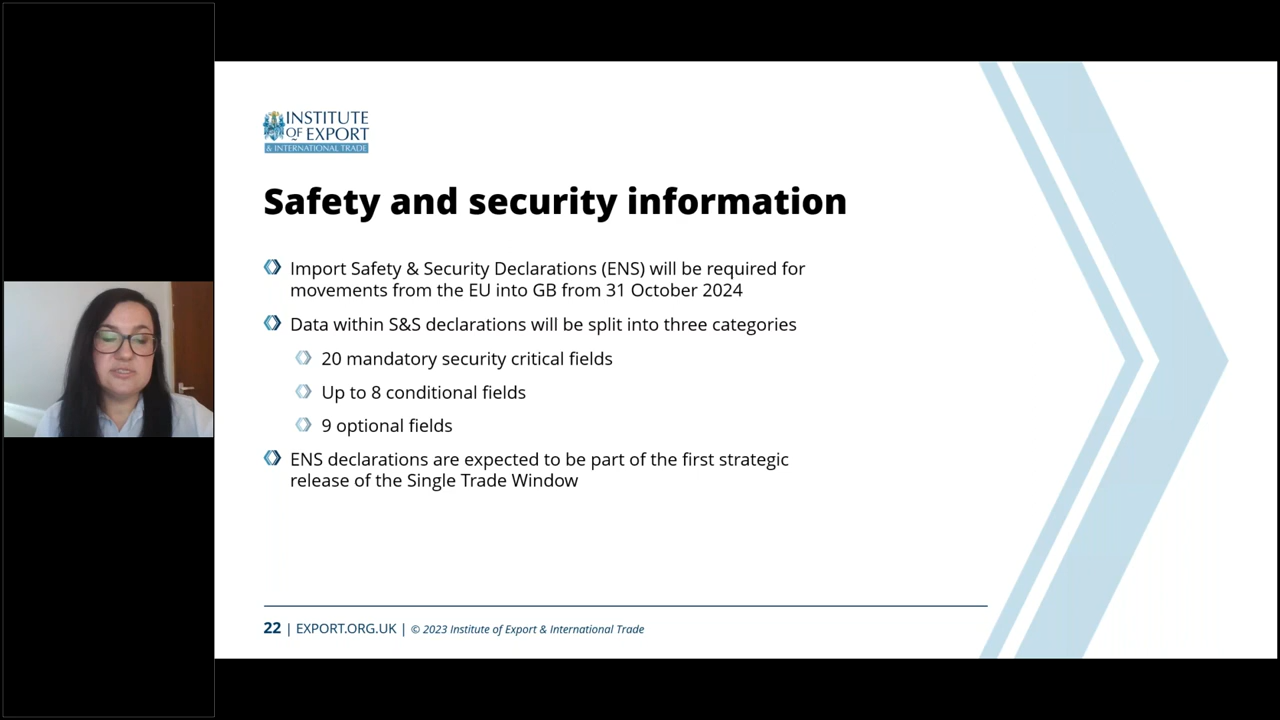 INSTITUTE
OF EXPORT
& INTERNATIONAL TRADE
Safety and security information
Import Safety & Security Declarations (ENS) will be required for
movements from the EU into GB from 31 October 2024
Data within S&S declarations will be split into three categories
20 mandatory security critical fields
Up to 8 conditional fields
9 optional fields
ENS declarations are expected to be part of the first strategic
release of the Single Trade Window
22 | EXPORT.ORG.UK | © 2023 Institute of Export & International Trade